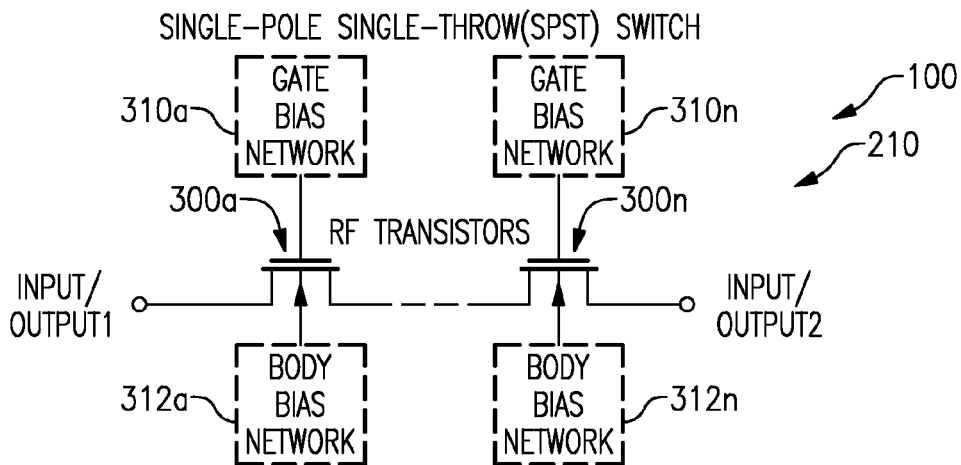 SINGLE-POLE SINGLE-THROW(SPST) SWITCH
310a
GATE
BIAS
NETWORK
GATE
BIAS
NETWORK
310n
100
210
300a
RF TRANSISTORS
300n
INPUT/
OUTPUT1
INPUT/
OUTPUT2
312a
BODY
BIAS
NETWORK
BODY
BIAS
NETWORK
312n